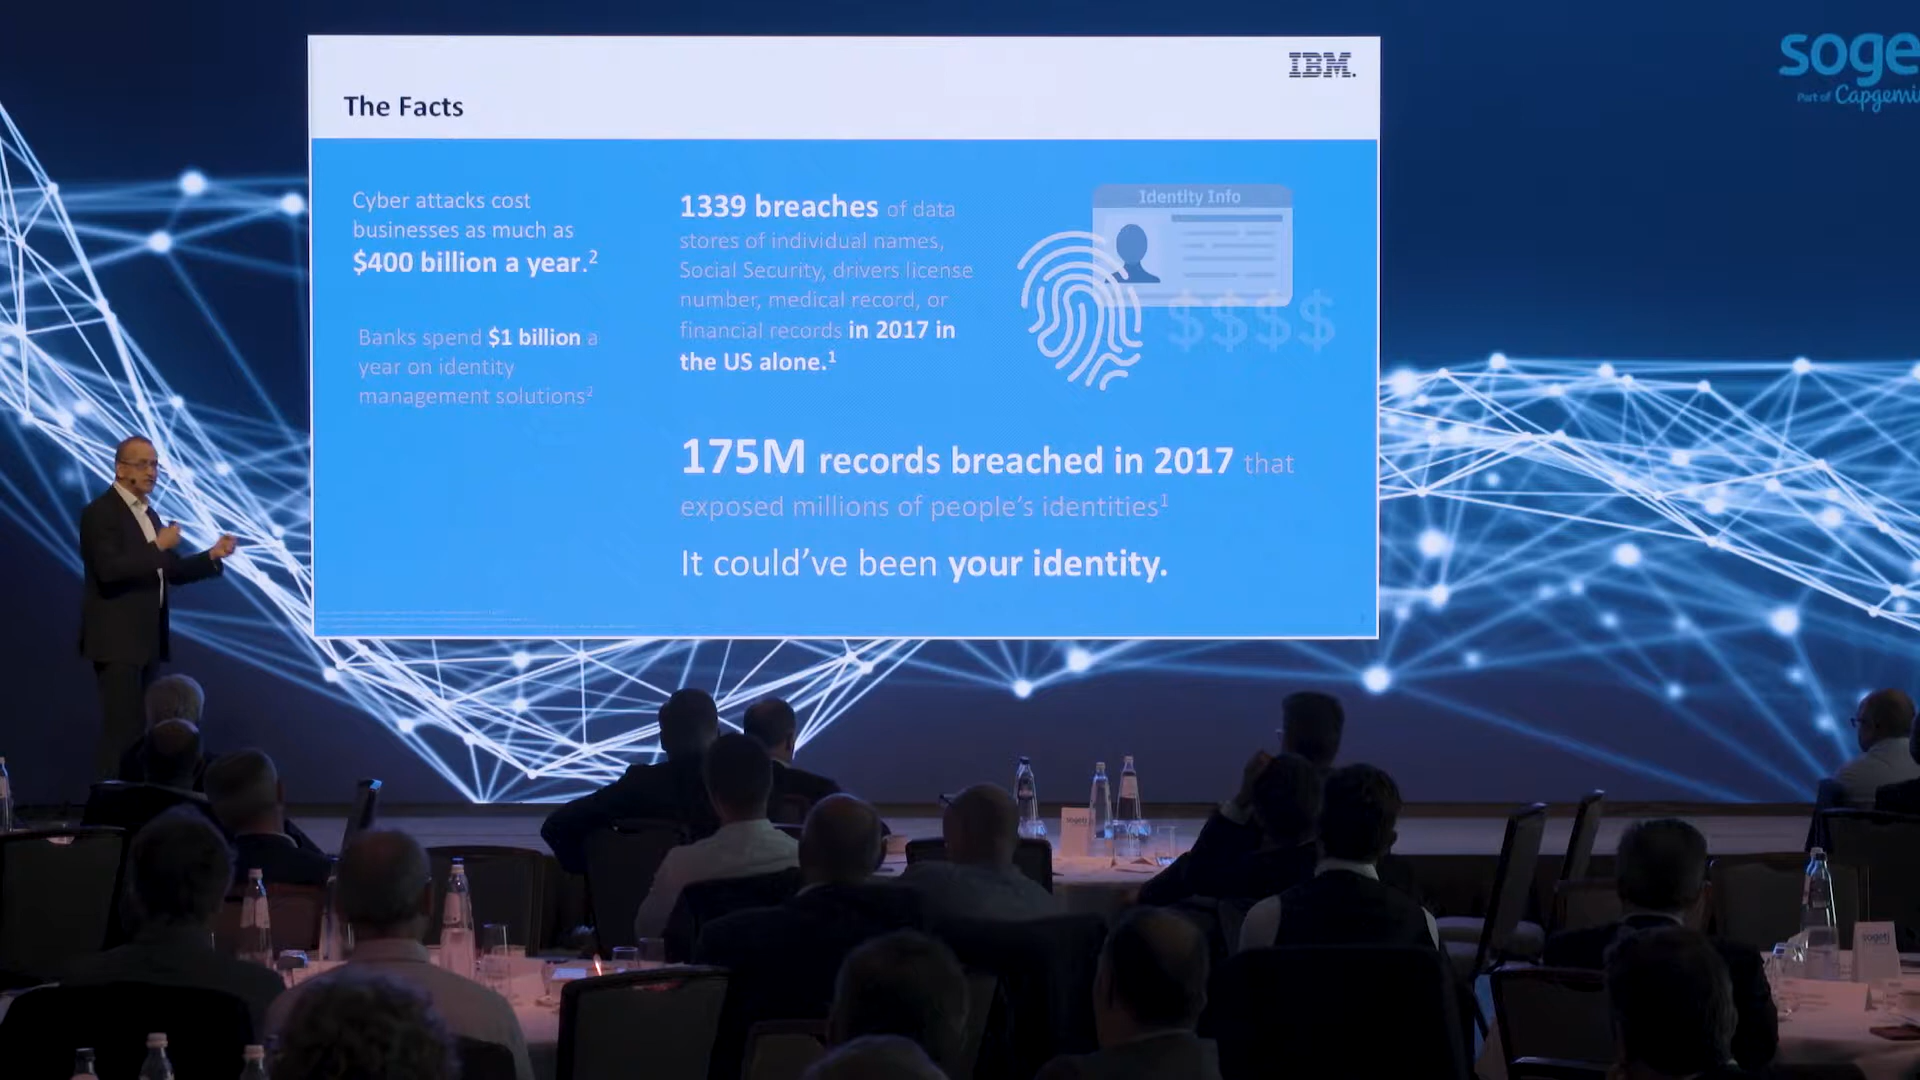 IBM.
soge
Part of Capgemi
The Facts
Cyber attacks cost
businesses as much as
$400 billion a year.2
Banks spend $1 billion a
year on identity
management solutions2
1339 breaches of data
stores of individual names,
Social Security, drivers license
number, medical record, or
financial records in 2017 in
the US alone.1
Identity Info
$$$$
175M records breached in 2017 that
exposed millions of people's identities1
It could've been your identity.
sogeti
sogeti